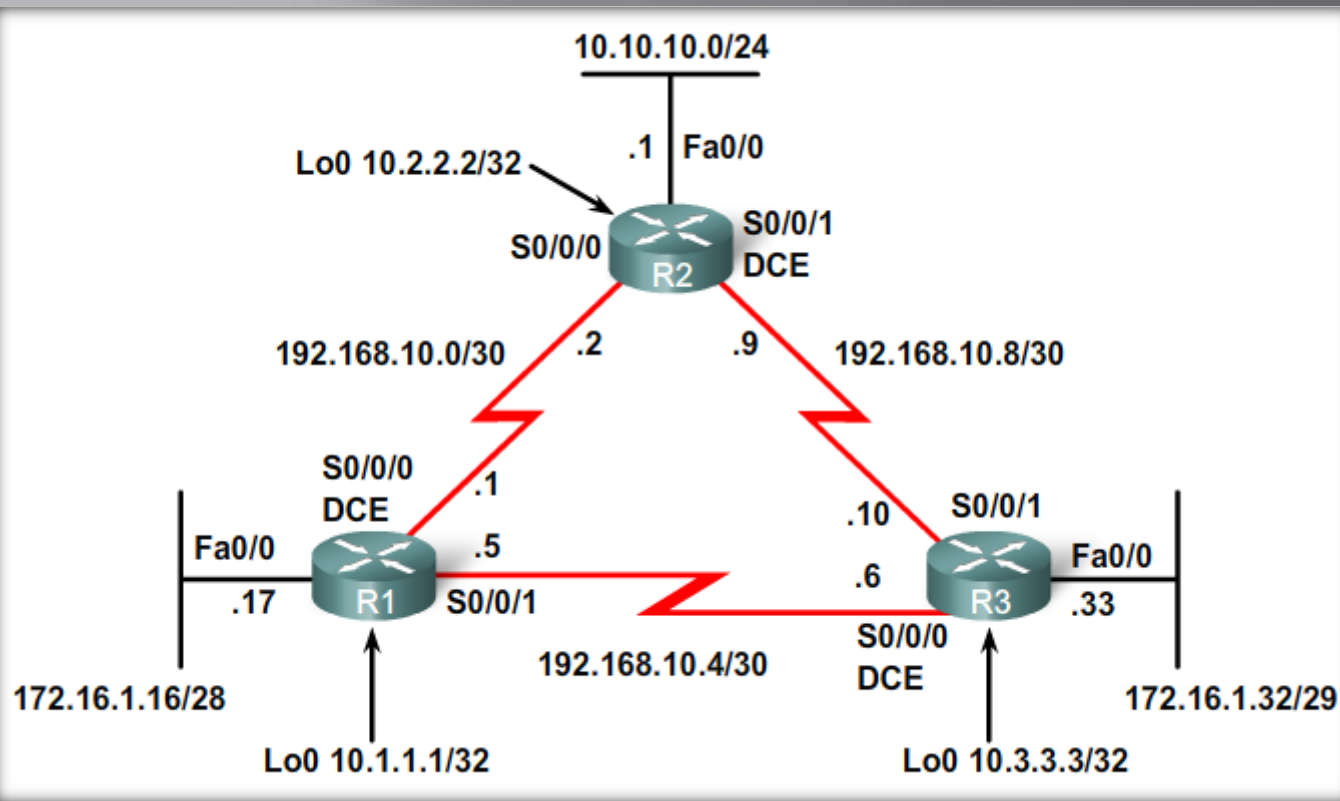 10.10.10.0/24
.1
Fa0/0
Lo0 10.2.2.2/32
S0/0/0
S0/0/1
DCE
R2
192.168.10.0/30
.2
.9
192.168.10.8/30
S0/0/0
DCE
.1
.10
S0/0/1
Fa0/0
.5
Fa0/0
.17
R1
S0/0/1
.6
R3
.33
S0/0/0
DCE
192.168.10.4/30
172.16.1.16/28
172.16.1.32/29
Lo0 10.1.1.1/32
Lo0 10.3.3.3/32